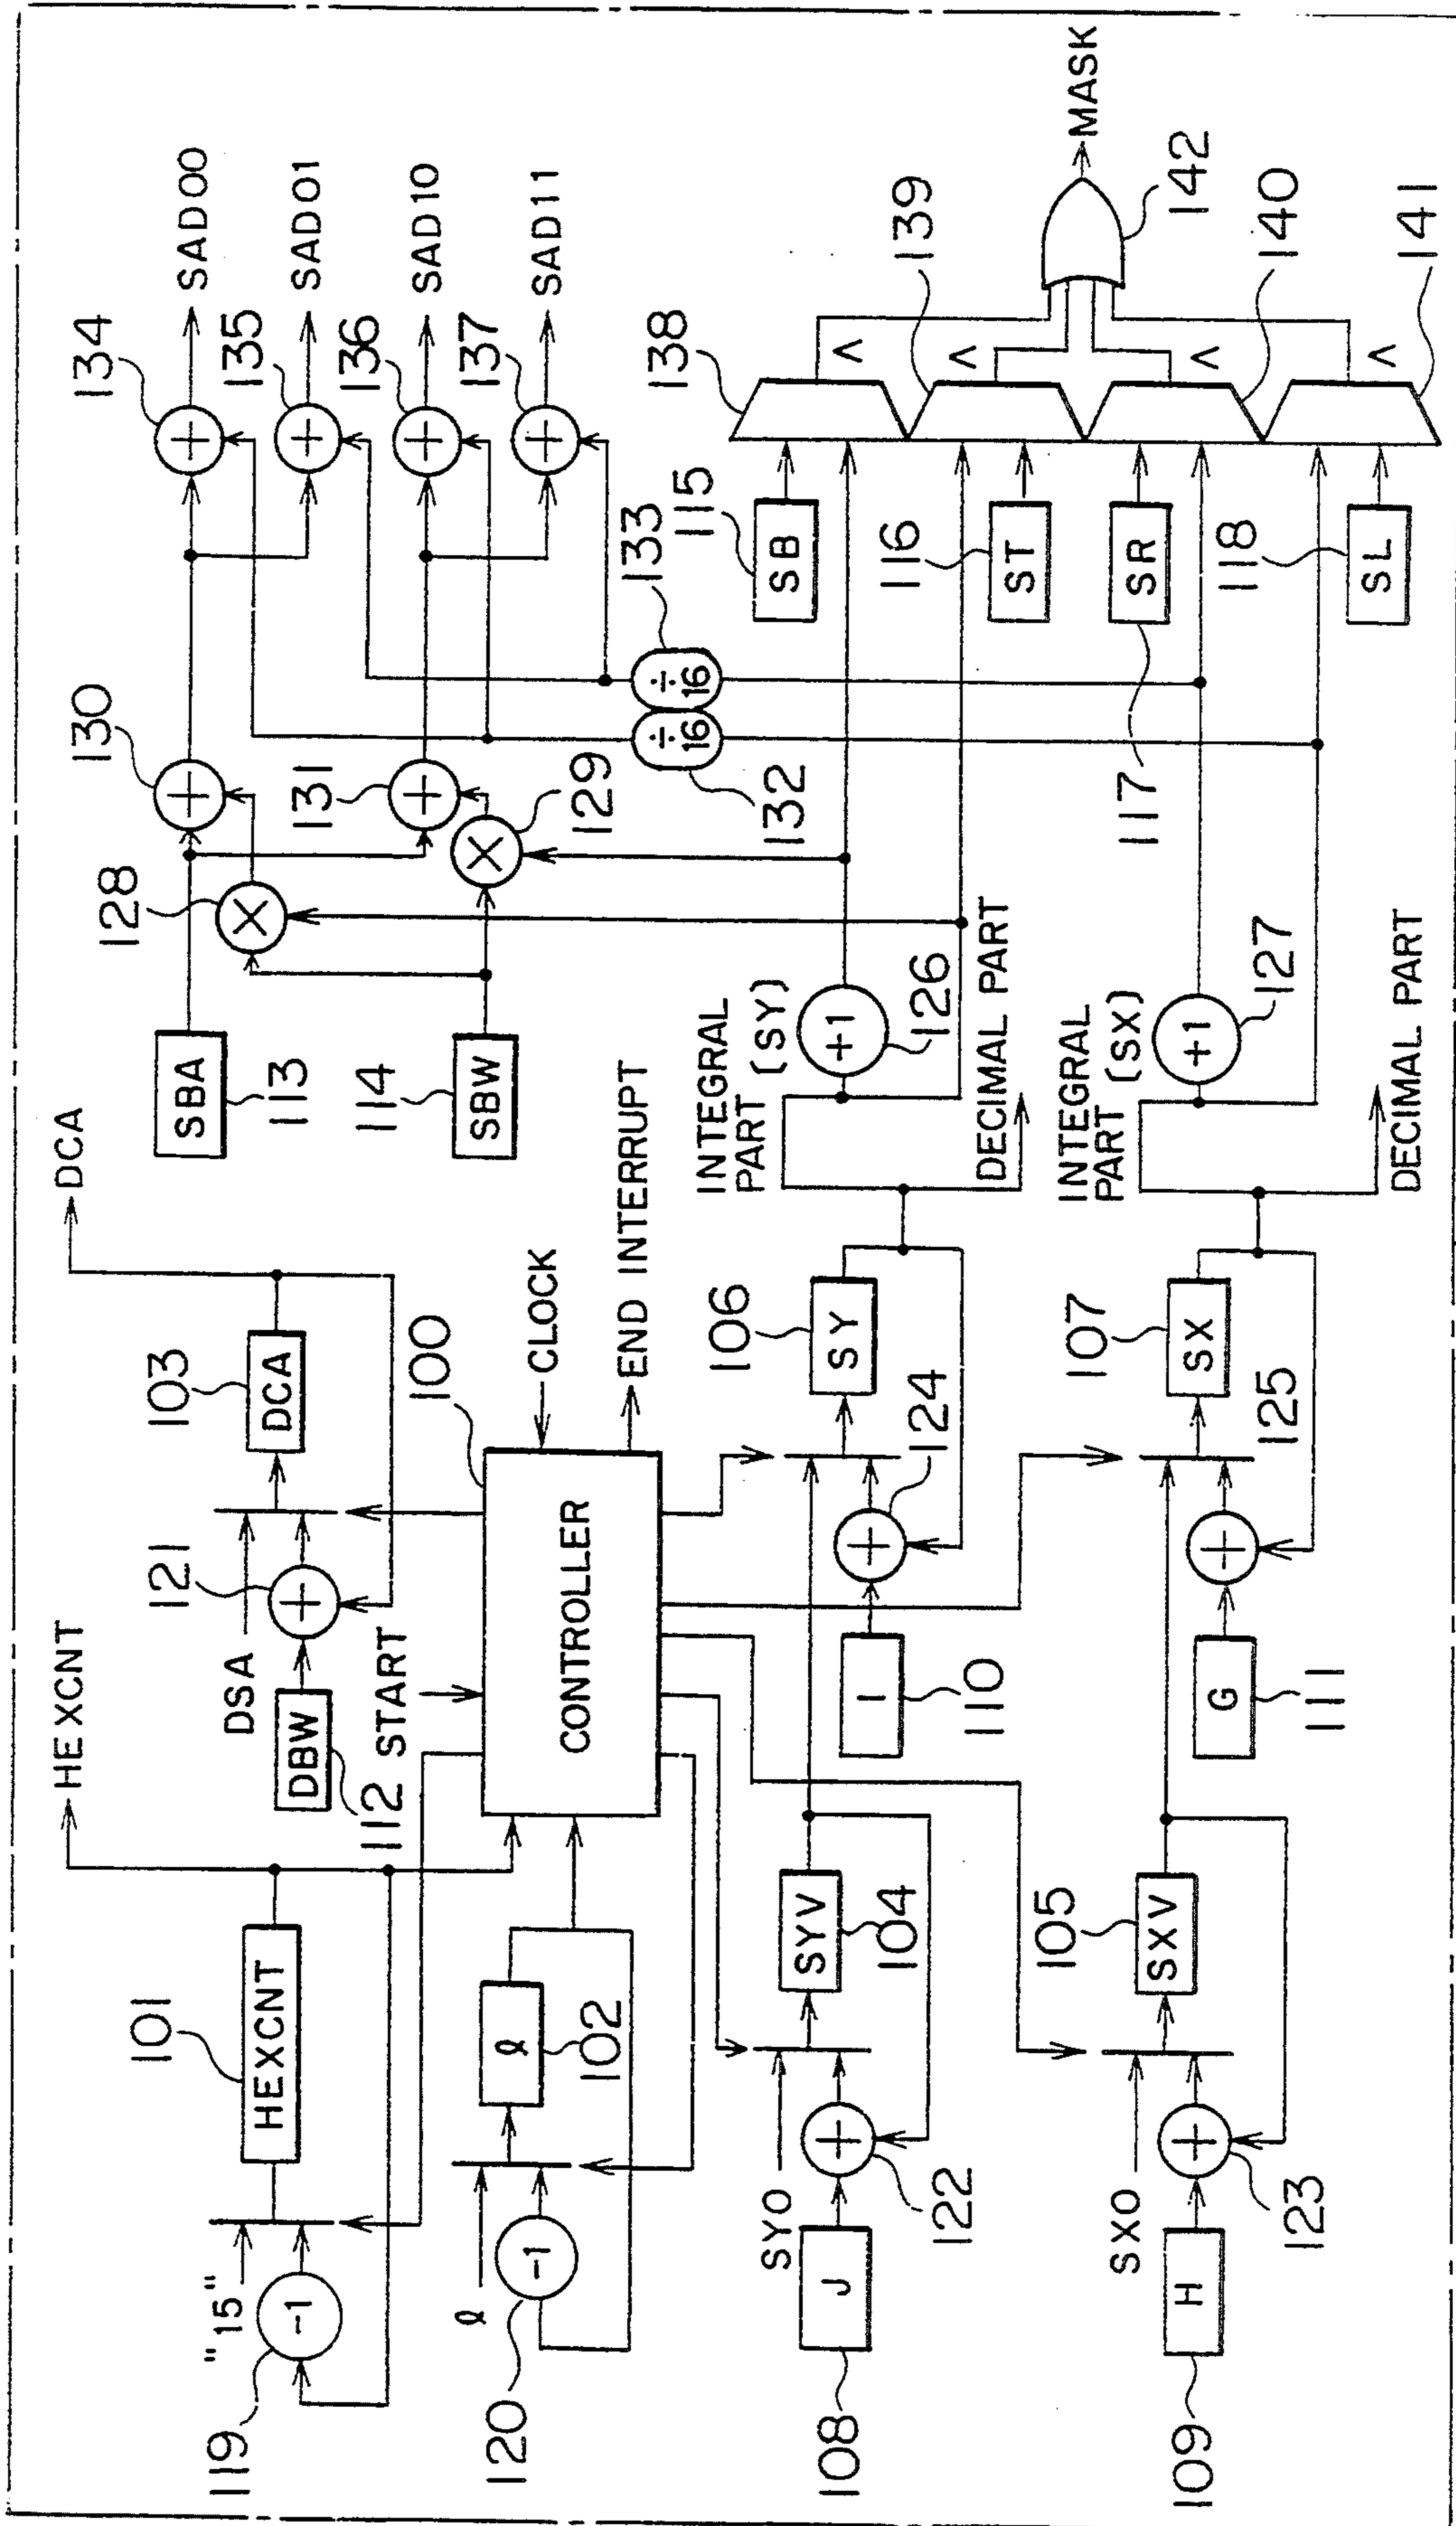 HEXCNT
DCA
"15"
119
-1
101
HEXCNT
DSA
121
DBW
112
103
DCA
SBA
113
128
×
130
+
134
+
SAD00
135
+
SAD01
ℓ
120
-1
ℓ
102
START
CONTROLLER
100
CLOCK
END INTERRUPT
114
SBW
129
×
131
+
136
+
SAD10
137
+
SAD11
132
÷16
133
÷16
SYO
108
J
122
+
SYV
104
I
110
124
+
106
SY
INTEGRAL PART (SY)
+1
126
DECIMAL PART
115
SB
116
ST
138
139
<
<
SXO
109
H
123
+
105
SXV
G
111
125
+
107
SX
INTEGRAL PART (SX)
+1
127
DECIMAL PART
117
SR
118
SL
140
141
<
<
142
MASK